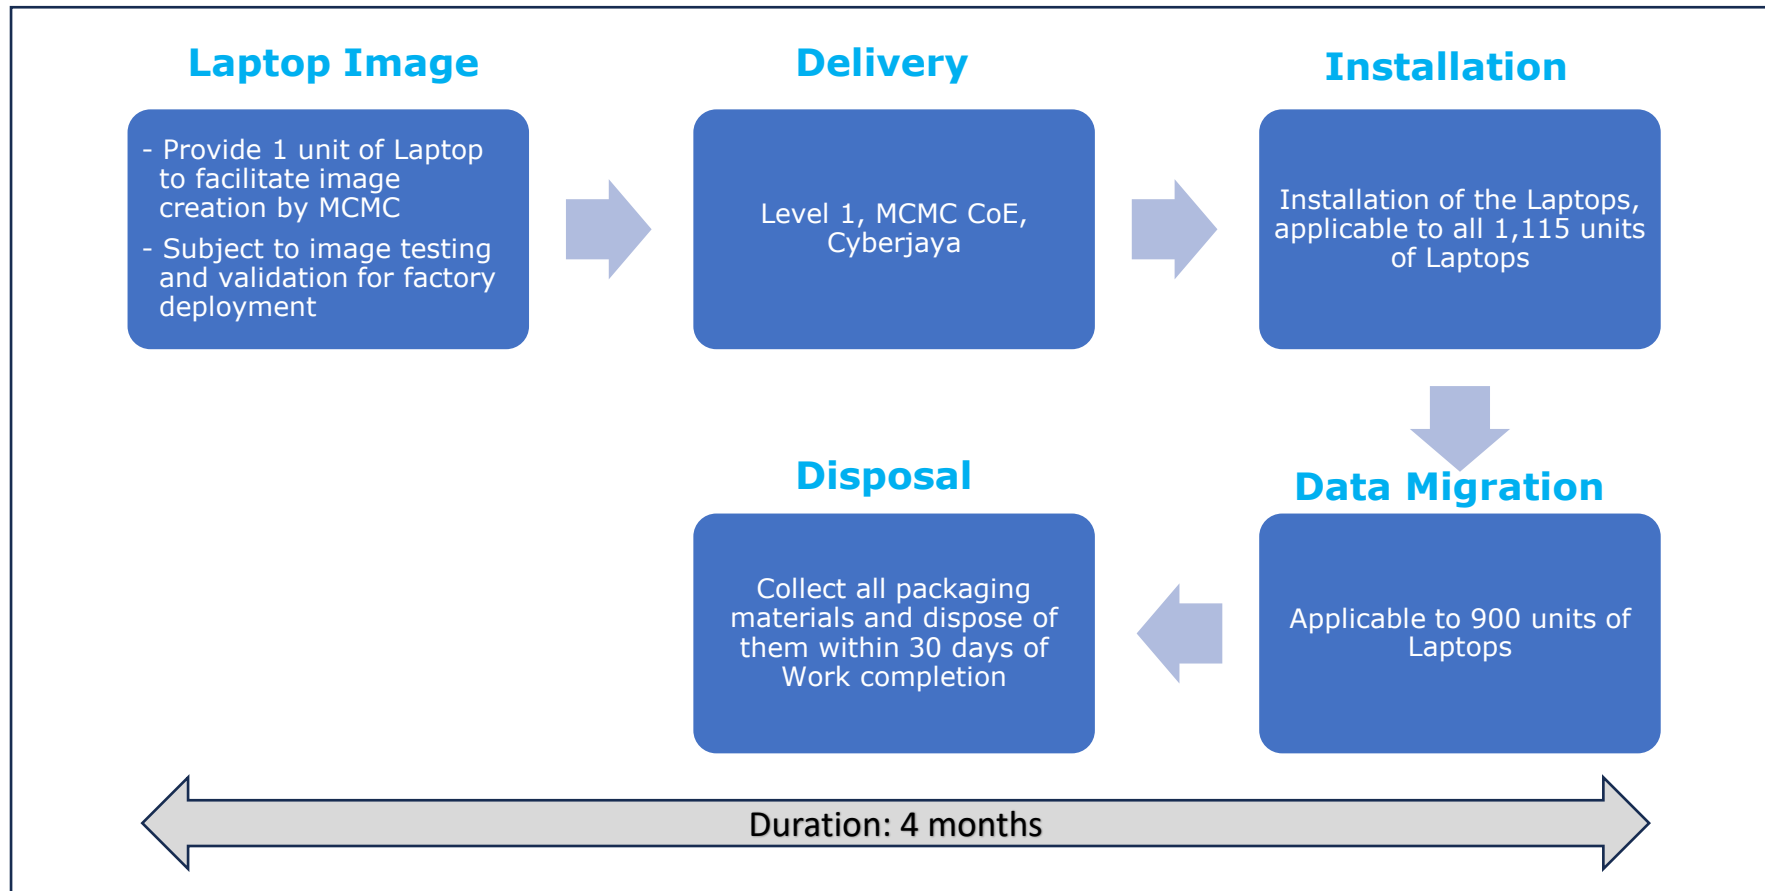 Laptop Image
- Provide 1 unit of Laptop
to facilitate image
creation by MCMC
- Subject to image testing
and validation for factory
deployment
Delivery
Level 1, MCMC CoE,
Cyberjaya
Installation
Installation of the Laptops,
applicable to all 1,115 units
of Laptops
Data Migration
Applicable to 900 units of
Laptops
Disposal
Collect all packaging
materials and dispose of
them within 30 days of
Work completion
Duration: 4 months